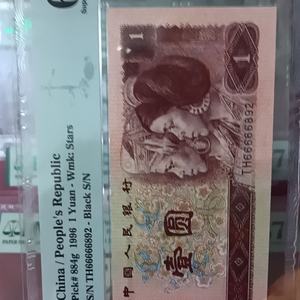 China / People's Republic
Pick# 884g 1996 1 Yuan - Wmk: Stars
S/N TH66666892 - Black S/N
1
1
TH66666892
中国人民银行
壹圆